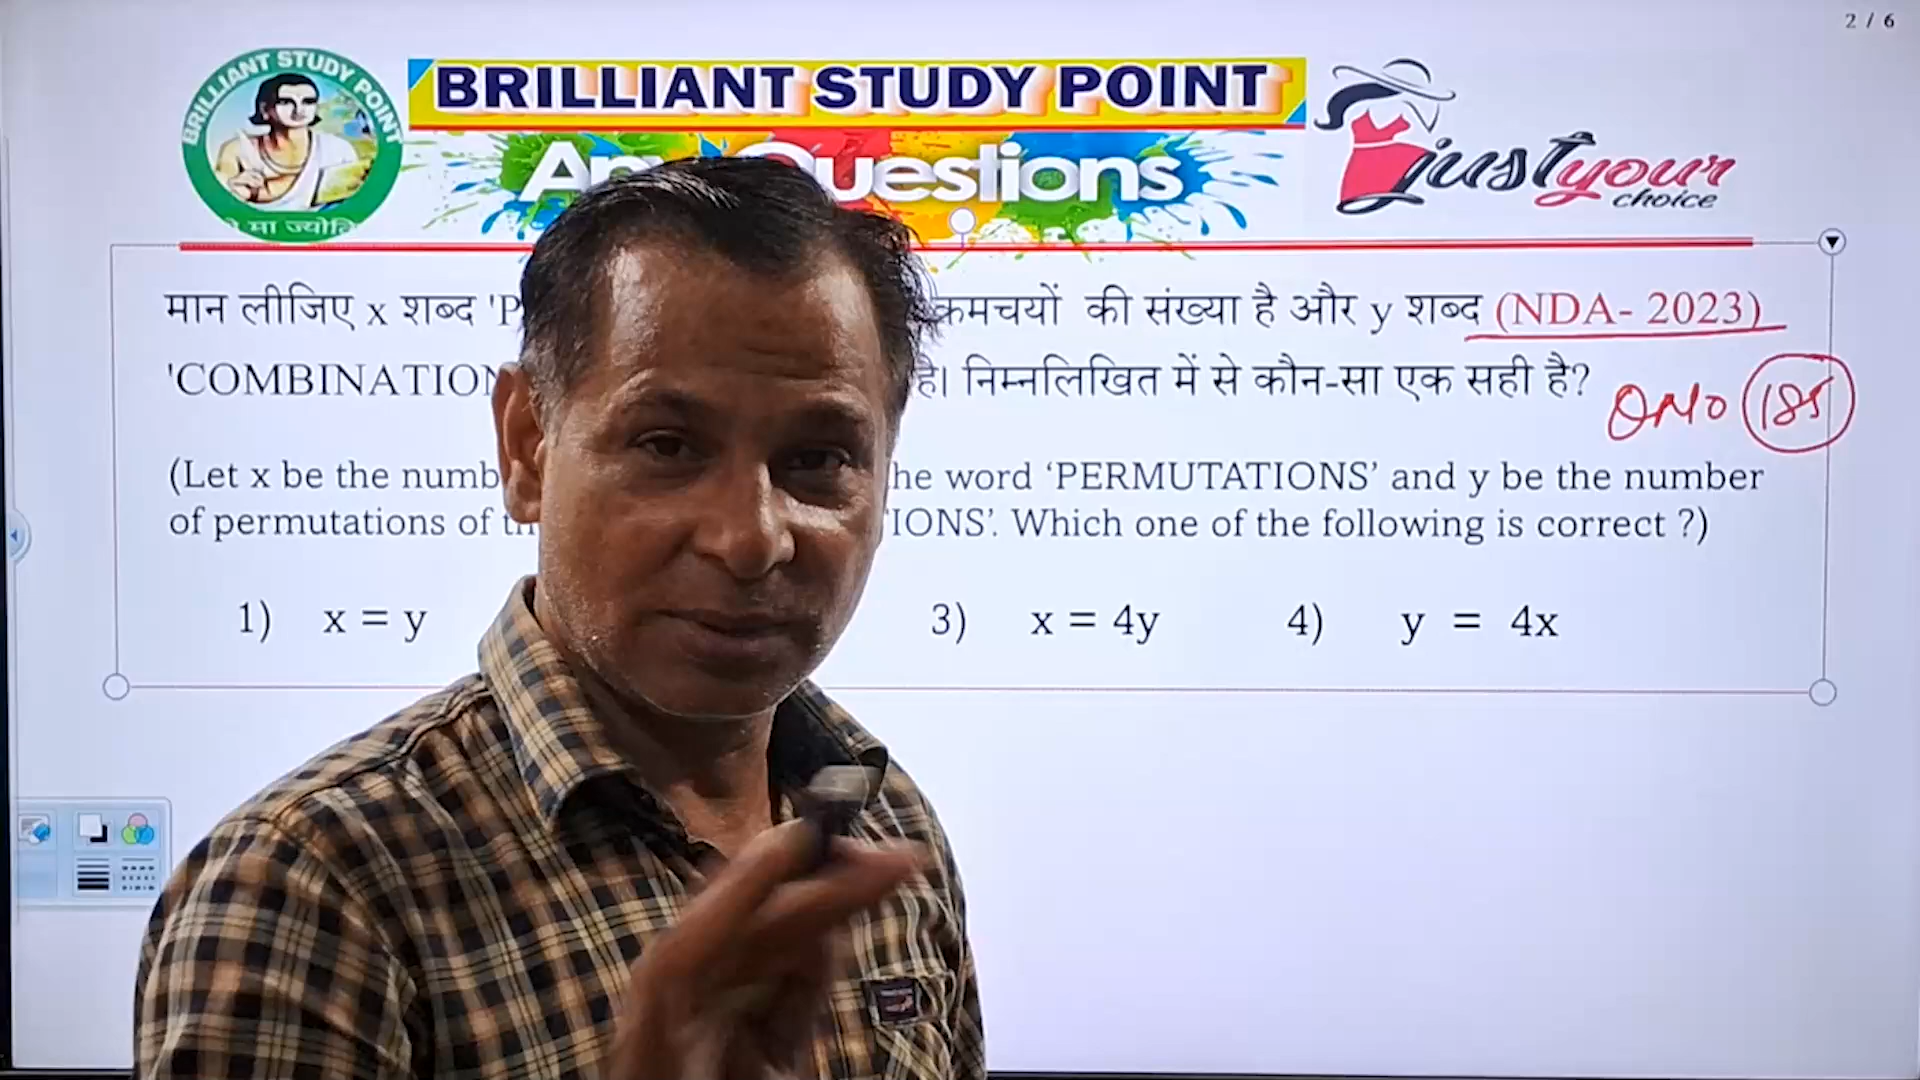 2 / 6
BRILLIANT STUDY POINT
BRILLIANT STUDY POINT
just your
choice
मान लीजिए x शब्द 'P क्रमचयों की संख्या है और y शब्द (NDA- 2023)
'COMBINATION है। निम्नलिखित में से कौन-सा एक सही है?
QNo 185
(Let x be the numb he word ‘PERMUTATIONS’ and y be the number
of permutations of t IONS’. Which one of the following is correct ?)
1) x = y 3) x = 4y 4) y = 4x